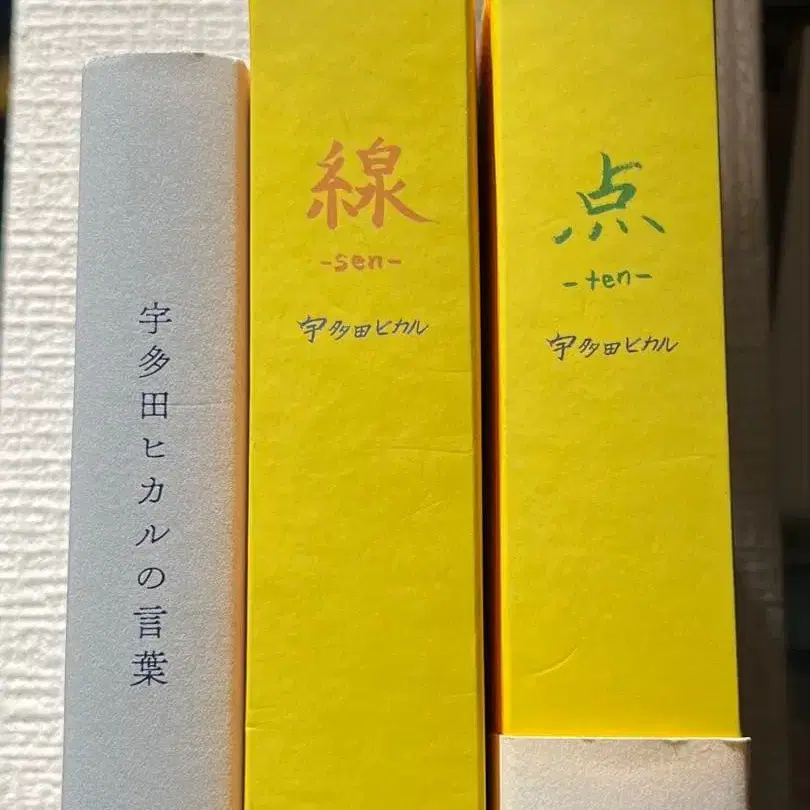 宇多田ヒカルの言葉
線
-sen-
宇多田ヒカル
点
-ten-
宇多田ヒカル